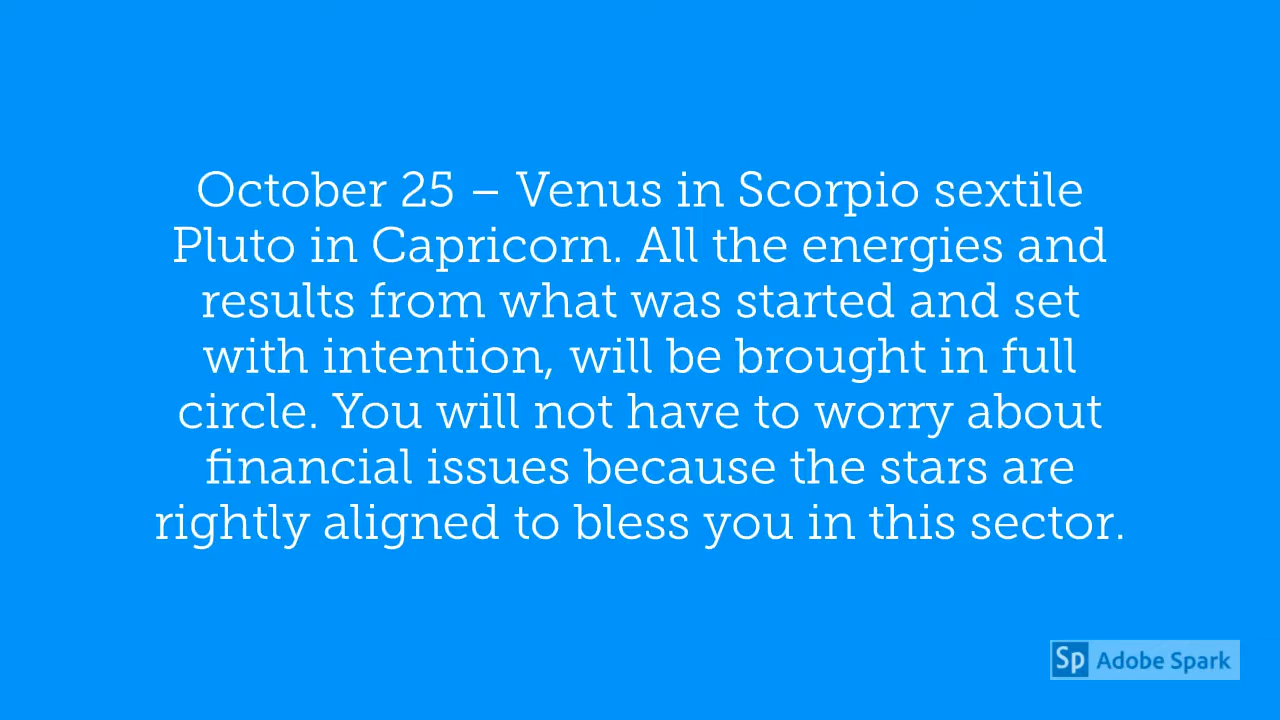 October 25 – Venus in Scorpio sextile
Pluto in Capricorn. All the energies and
results from what was started and set
with intention, will be brought in full
circle. You will not have to worry about
financial issues because the stars are
rightly aligned to bless you in this sector.
Sp Adobe Spark